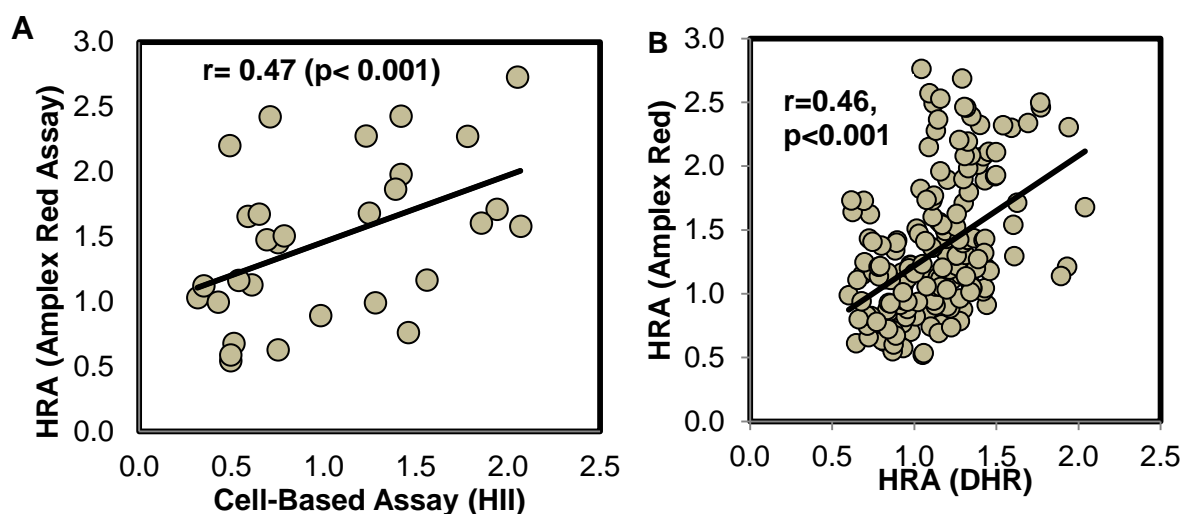 A
HRA (Amplex Red Assay)
3.0
2.5
2.0
1.5
1.0
0.5
0.0
r= 0.47 (p< 0.001)
0.0 0.5 1.0 1.5 2.0 2.5
Cell-Based Assay (HII)
B
HRA (Amplex Red)
3.0
2.5
2.0
1.5
1.0
0.5
0.0
r=0.46,
p<0.001
0.0 0.5 1.0 1.5 2.0 2.5
HRA (DHR)